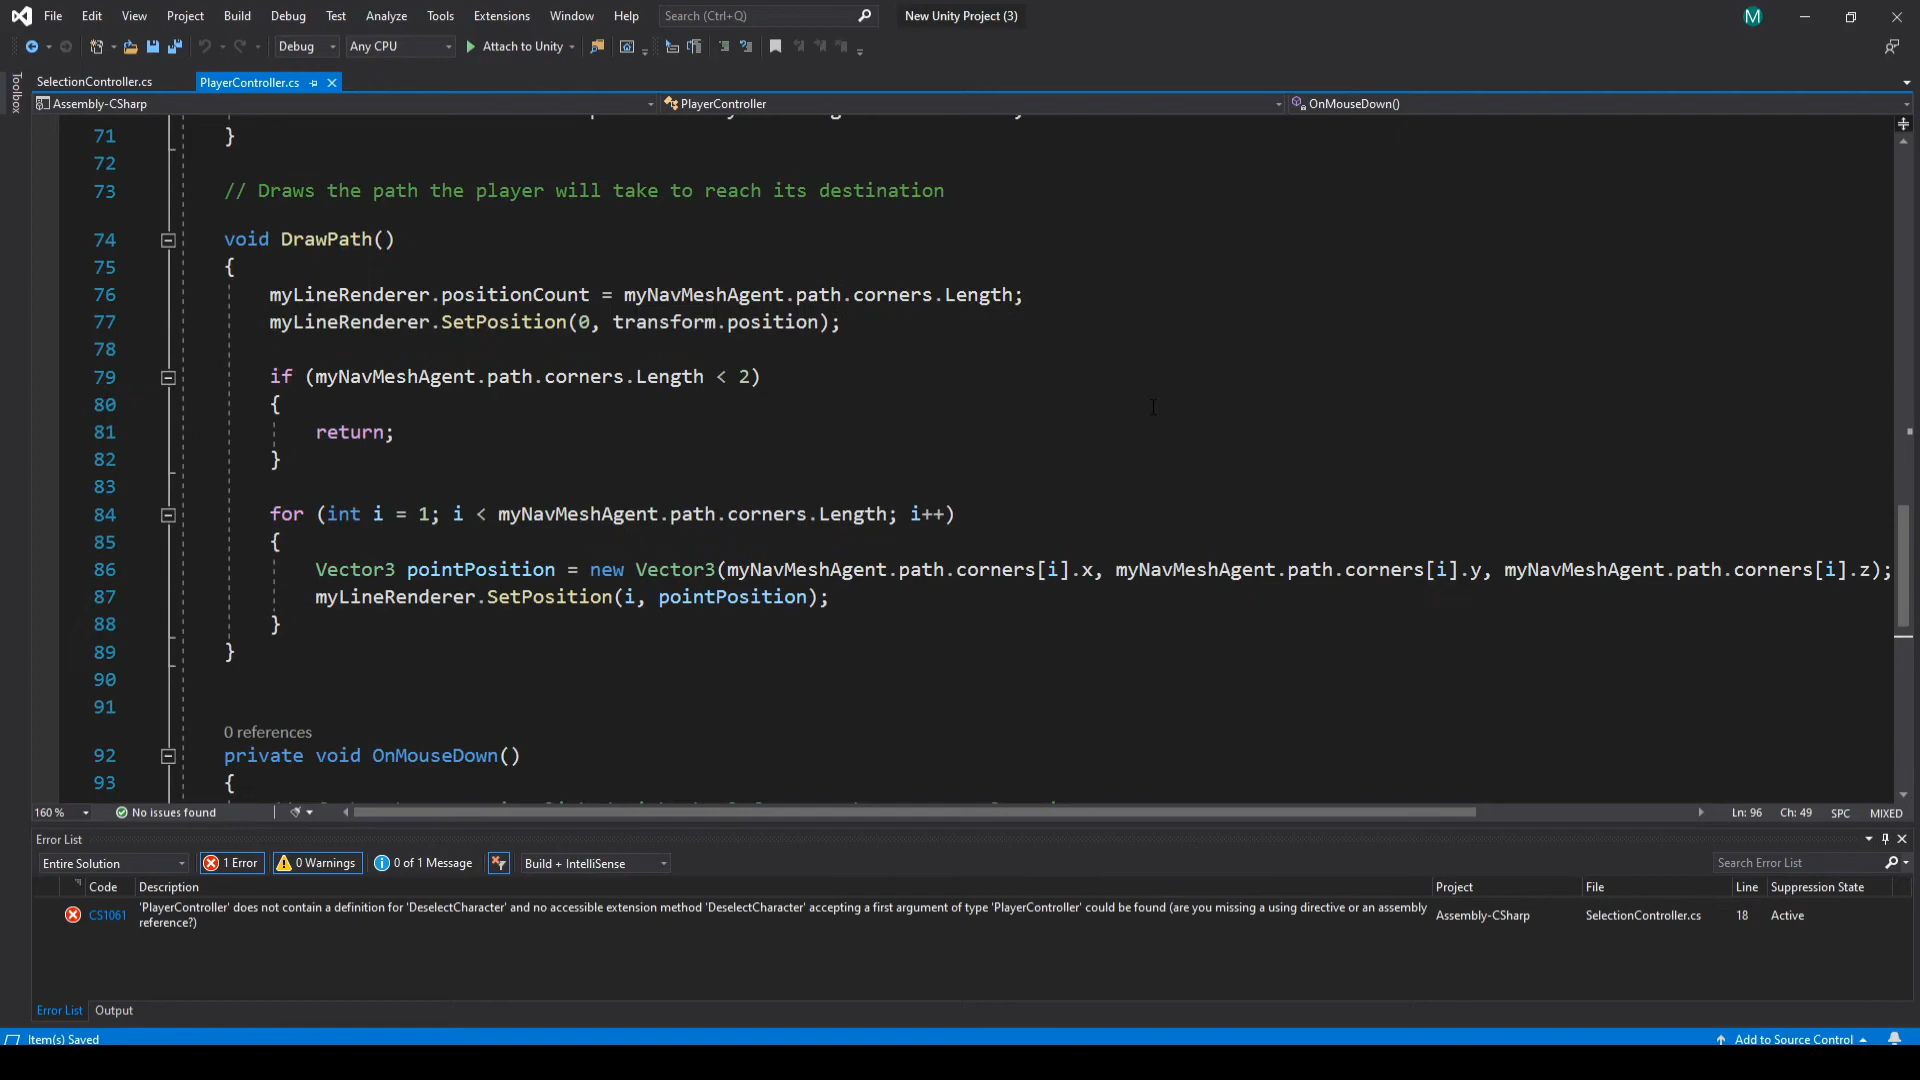 File Edit View Project Build Debug Test Analyze Tools Extensions Window Help Search (Ctrl+Q) New Unity Project (3) M
Debug Any CPU Attach to Unity
Toolbox
SelectionController.cs PlayerController.cs
Assembly-CSharp PlayerController OnMouseDown()
71 }
72
73 // Draws the path the player will take to reach its destination
74 void DrawPath()
75 {
76 myLineRenderer.positionCount = myNavMeshAgent.path.corners.Length;
77 myLineRenderer.SetPosition(0, transform.position);
78
79 if (myNavMeshAgent.path.corners.Length < 2)
80 {
81 return;
82 }
83
84 for (int i = 1; i < myNavMeshAgent.path.corners.Length; i++)
85 {
86 Vector3 pointPosition = new Vector3(myNavMeshAgent.path.corners[i].x, myNavMeshAgent.path.corners[i].y, myNavMeshAgent.path.corners[i].z);
87 myLineRenderer.SetPosition(i, pointPosition);
88 }
89 }
90
91
0 references
92 private void OnMouseDown()
93 {
160 % No issues found Ln: 96 Ch: 49 SPC MIXED
Error List
Entire Solution 1 Error 0 Warnings 0 of 1 Message Build + IntelliSense Search Error List
Code Description Project File Line Suppression State
CS1061 'PlayerController' does not contain a definition for 'DeselectCharacter' and no accessible extension method 'DeselectCharacter' accepting a first argument of type 'PlayerController' could be found (are you missing a using directive or an assembly reference?) Assembly-CSharp SelectionController.cs 18 Active
Error List Output
Item(s) Saved Add to Source Control